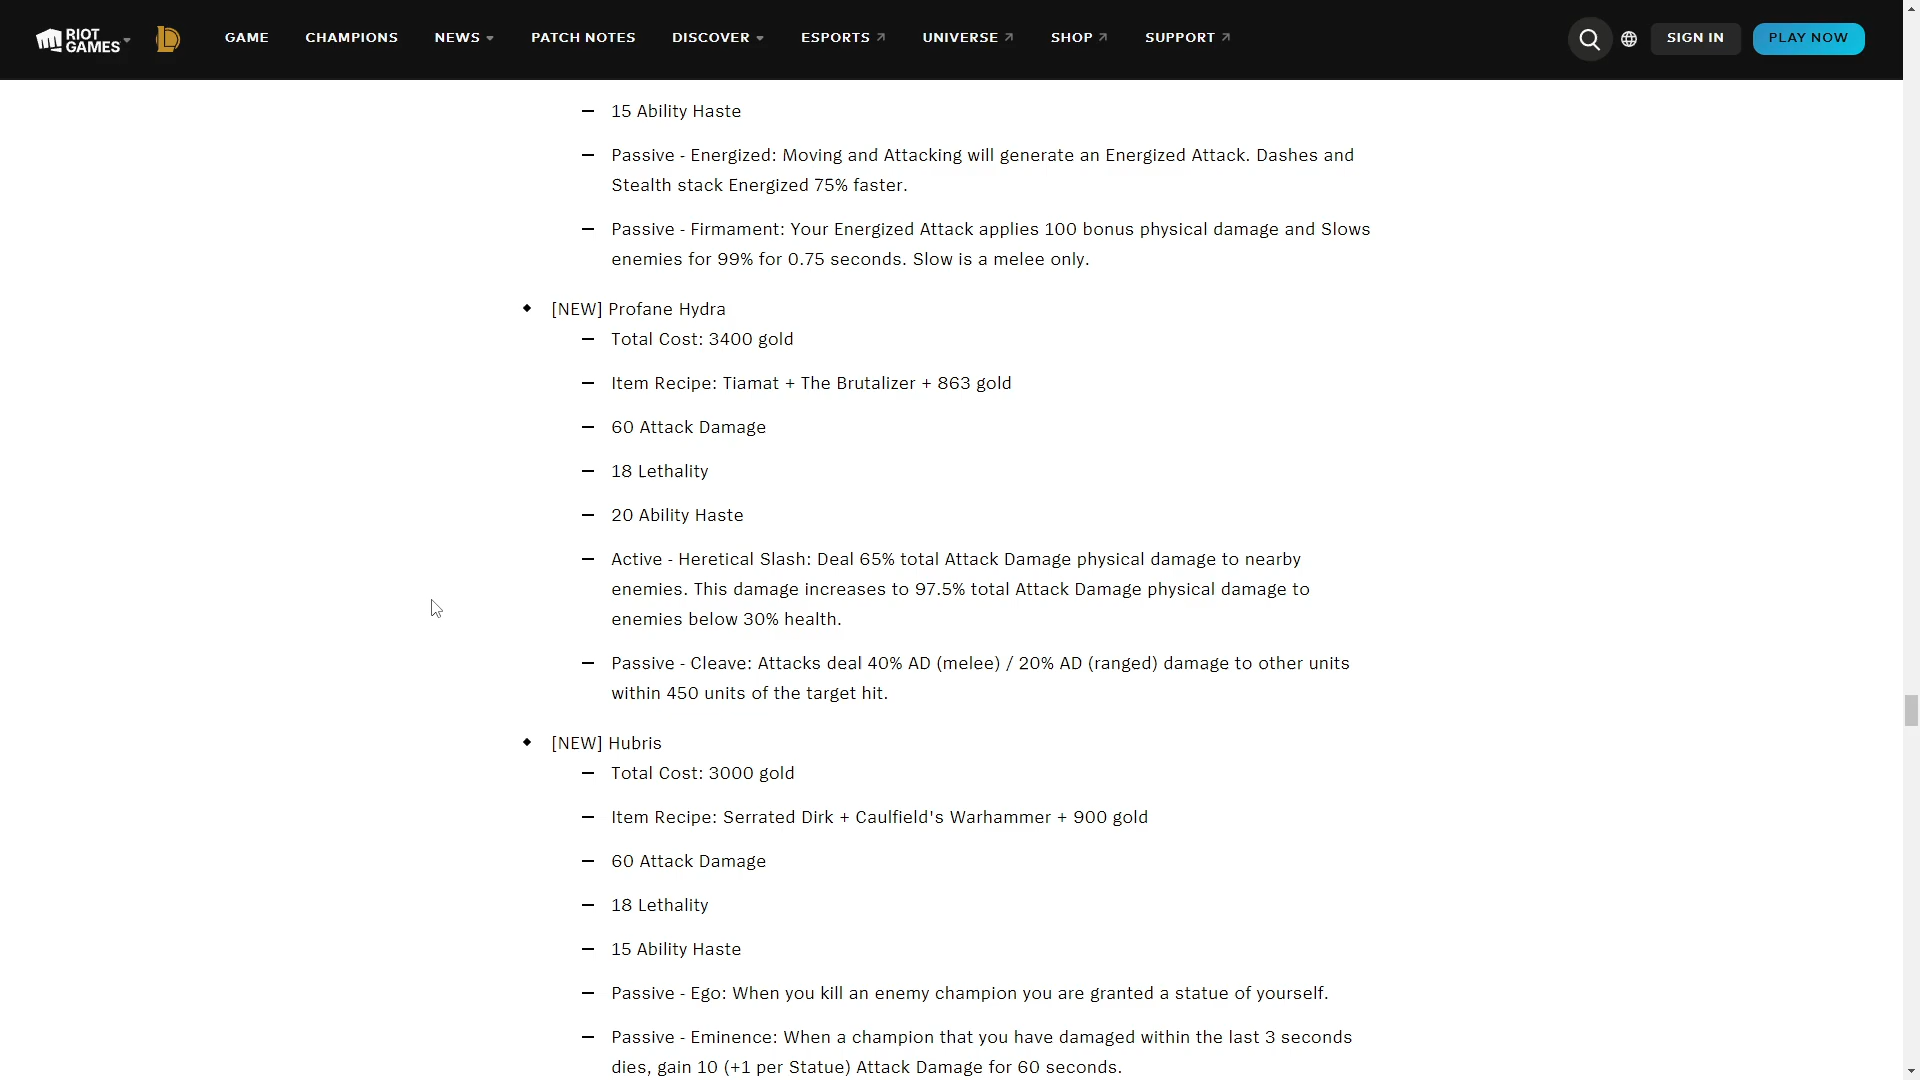 RIOT GAMES
GAME CHAMPIONS NEWS PATCH NOTES DISCOVER ESPORTS UNIVERSE SHOP SUPPORT SIGN IN PLAY NOW
— 15 Ability Haste
— Passive - Energized: Moving and Attacking will generate an Energized Attack. Dashes and
Stealth stack Energized 75% faster.
— Passive - Firmament: Your Energized Attack applies 100 bonus physical damage and Slows
enemies for 99% for 0.75 seconds. Slow is a melee only.
[NEW] Profane Hydra
— Total Cost: 3400 gold
— Item Recipe: Tiamat + The Brutalizer + 863 gold
— 60 Attack Damage
— 18 Lethality
— 20 Ability Haste
— Active - Heretical Slash: Deal 65% total Attack Damage physical damage to nearby
enemies. This damage increases to 97.5% total Attack Damage physical damage to
enemies below 30% health.
— Passive - Cleave: Attacks deal 40% AD (melee) / 20% AD (ranged) damage to other units
within 450 units of the target hit.
[NEW] Hubris
— Total Cost: 3000 gold
— Item Recipe: Serrated Dirk + Caulfield's Warhammer + 900 gold
— 60 Attack Damage
— 18 Lethality
— 15 Ability Haste
— Passive - Ego: When you kill an enemy champion you are granted a statue of yourself.
— Passive - Eminence: When a champion that you have damaged within the last 3 seconds
dies, gain 10 (+1 per Statue) Attack Damage for 60 seconds.